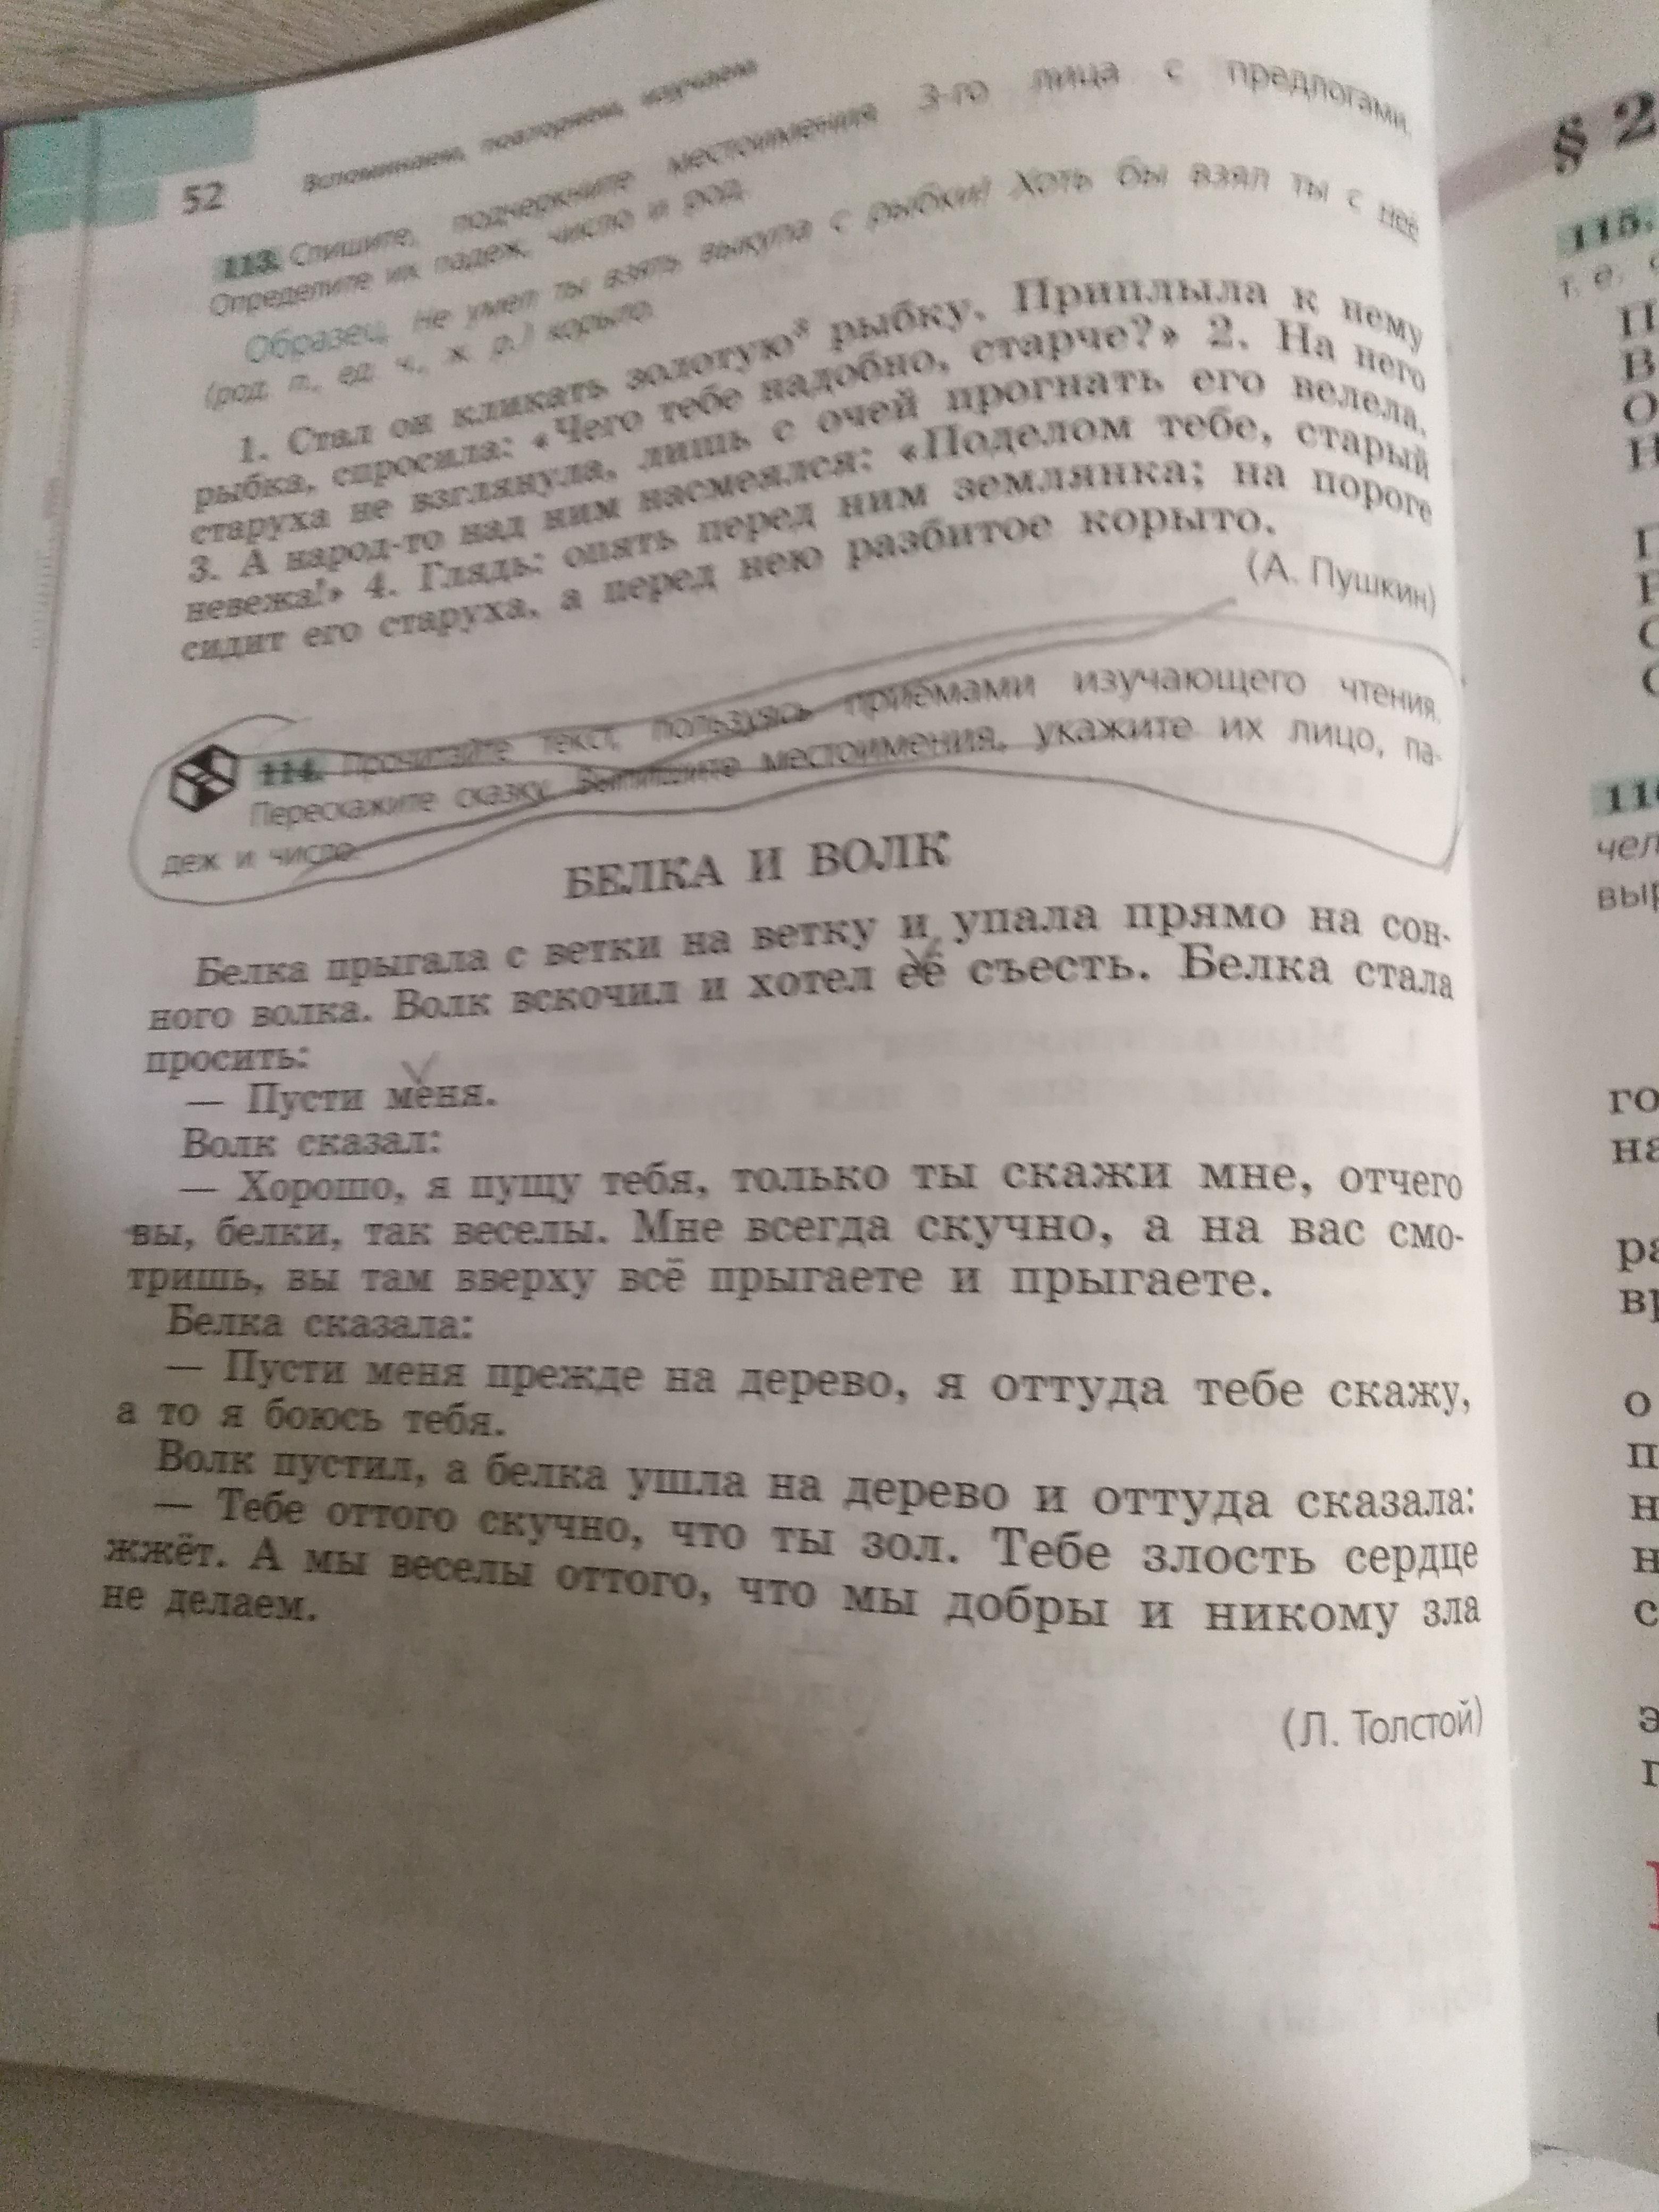 52 Вспоминаем, повторяем, изучаем
113. Спишите, подчеркните местоимения 3-го лица с предлогами.
Определите их падеж, число и род.
Образец. Не умел ты взять выкупа с рыбки! Хоть бы взял ты с неё
(род. п., ед. ч., ж. р.) корыто.
1. Стал он кликать золотую³ рыбку. Приплыла к нему
рыбка, спросила: «Чего тебе надобно, старче?» 2. На него
старуха не взглянула, лишь с очей прогнать его велела.
3. А народ-то над ним насмеялся: «Поделом тебе, старый
невежа!» 4. Глядь: опять перед ним землянка; на пороге
сидит его старуха, а перед нею разбитое корыто.
(А. Пушкин)
114. Прочитайте текст, пользуясь приёмами изучающего чтения.
Перескажите сказку. Выпишите местоимения, укажите их лицо, па-
деж и число.
БЕЛКА И ВОЛК
Белка прыгала с ветки на ветку и упала прямо на сон-
ного волка. Волк вскочил и хотел её съесть. Белка стала
просить:
— Пусти меня.
Волк сказал:
— Хорошо, я пущу тебя, только ты скажи мне, отчего
вы, белки, так веселы. Мне всегда скучно, а на вас смо-
тришь, вы там вверху всё прыгаете и прыгаете.
Белка сказала:
— Пусти меня прежде на дерево, я оттуда тебе скажу,
а то я боюсь тебя.
Волк пустил, а белка ушла на дерево и оттуда сказала:
— Тебе оттого скучно, что ты зол. Тебе злость сердце
жжёт. А мы веселы оттого, что мы добры и никому зла
не делаем.
(Л. Толстой)
§ 2
115.
т. е.